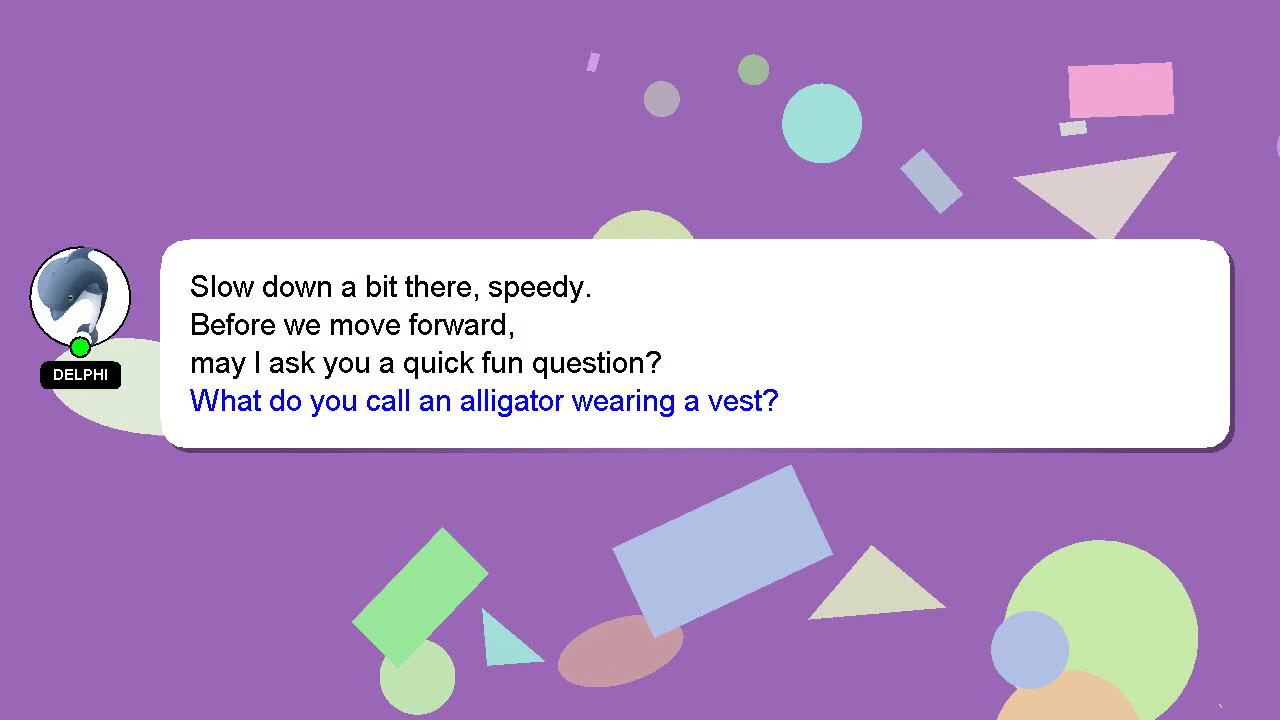 Slow down a bit there, speedy.
Before we move forward,
may I ask you a quick fun question?
What do you call an alligator wearing a vest?
DELPHI